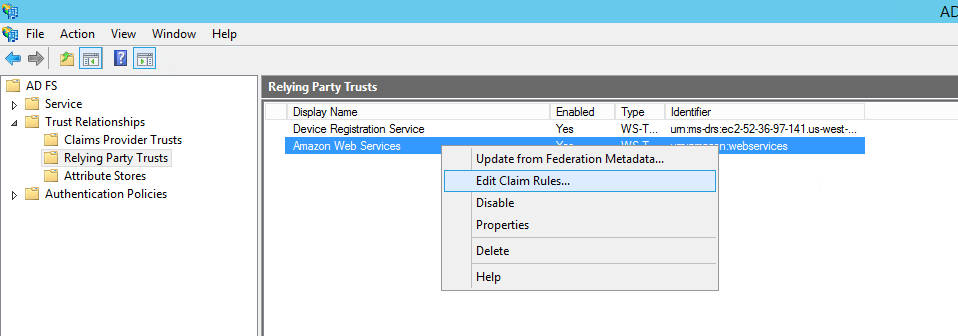 AD
File Action View Window Help
AD FS
Service
Trust Relationships
Claims Provider Trusts
Relying Party Trusts
Attribute Stores
Authentication Policies
Relying Party Trusts
Display Name Enabled Type Identifier
Device Registration Service Yes WS-T... urn:ms-drs:ec2-52-36-97-141.us-west-...
Amazon Web Services Yes WS-T... urn:amazon:webservices
Update from Federation Metadata...
Edit Claim Rules...
Disable
Properties
Delete
Help